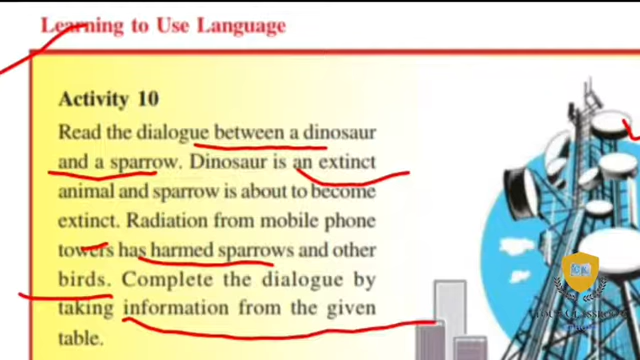 Learning to Use Language
Activity 10
Read the dialogue between a dinosaur
and a sparrow. Dinosaur is an extinct
animal and sparrow is about to become
extinct. Radiation from mobile phone
towers has harmed sparrows and other
birds. Complete the dialogue by
taking information from the given
table.